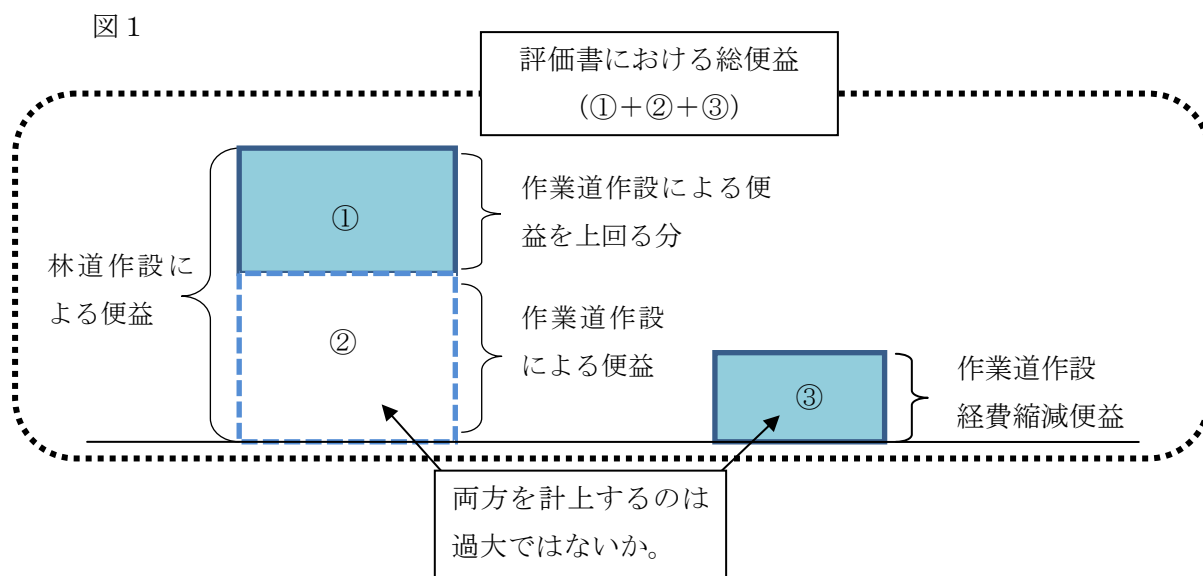 図1
評価書における総便益
（①＋②＋③）
①
作業道作設による便
益を上回る分
林道作設に
よる便益
②
作業道作設
による便益
③
作業道作設
経費縮減便益
両方を計上するのは
過大ではないか。